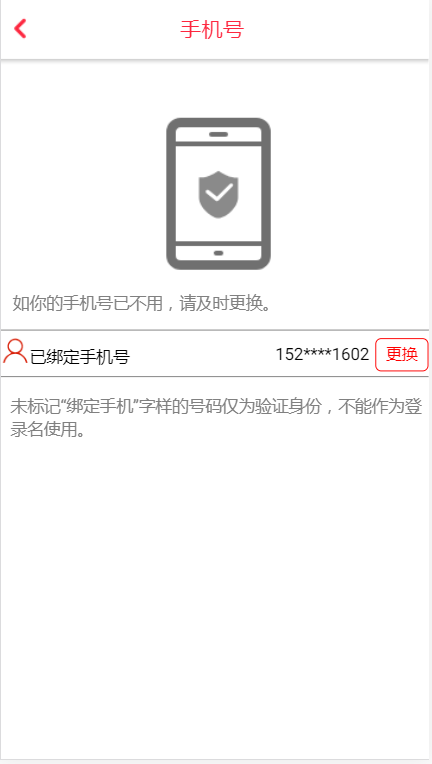 手机号
如你的手机号已不用，请及时更换。
已绑定手机号 152****1602 更换
未标记“绑定手机”字样的号码仅为验证身份，不能作为登
录名使用。